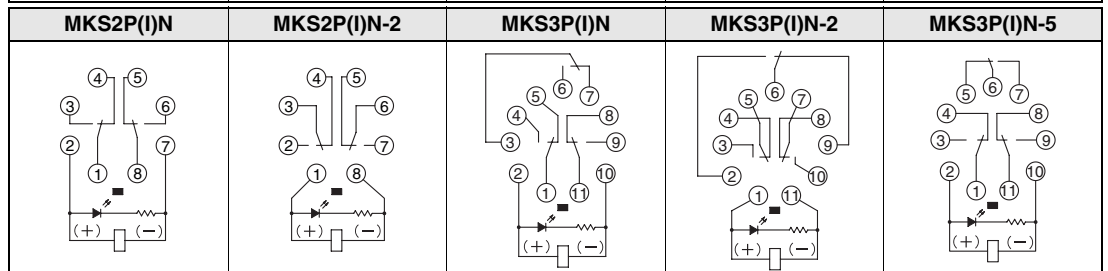 MKS2P(I)N MKS2P(I)N-2 MKS3P(I)N MKS3P(I)N-2 MKS3P(I)N-5
4 5 3 6 2 7 1 8 (+) (−)
4 5 3 6 2 7 1 8 (+) (−)
6 7 5 4 8 3 9 2 10 1 11 (+) (−)
6 5 7 4 8 3 9 2 10 1 11 (+) (−)
5 6 7 4 8 3 9 2 10 1 11 (+) (−)